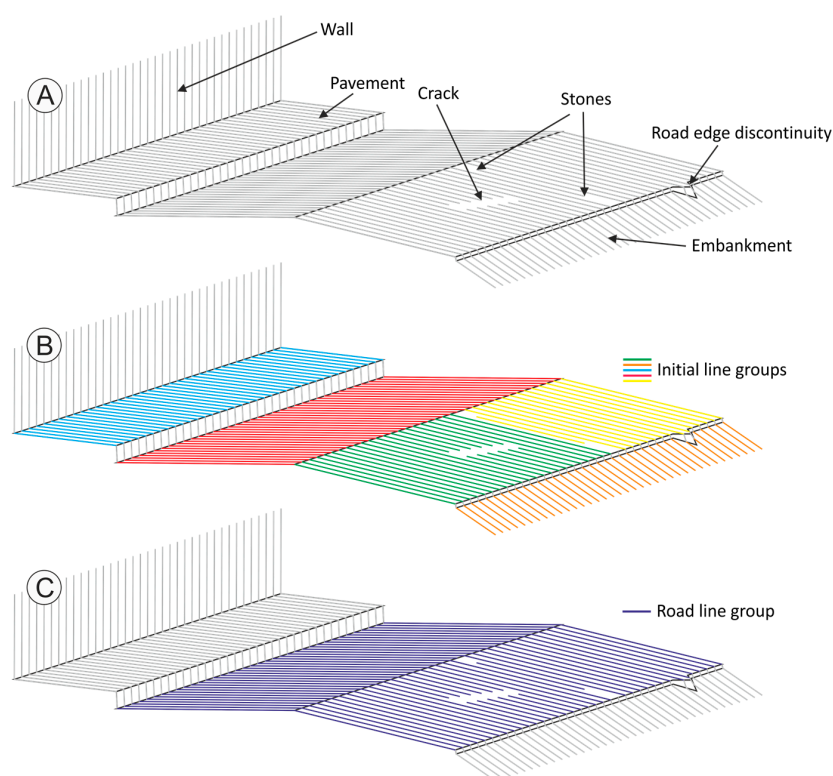 Wall
A
Pavement
Crack
Stones
Road edge discontinuity
Embankment
B
Initial line groups
C
Road line group